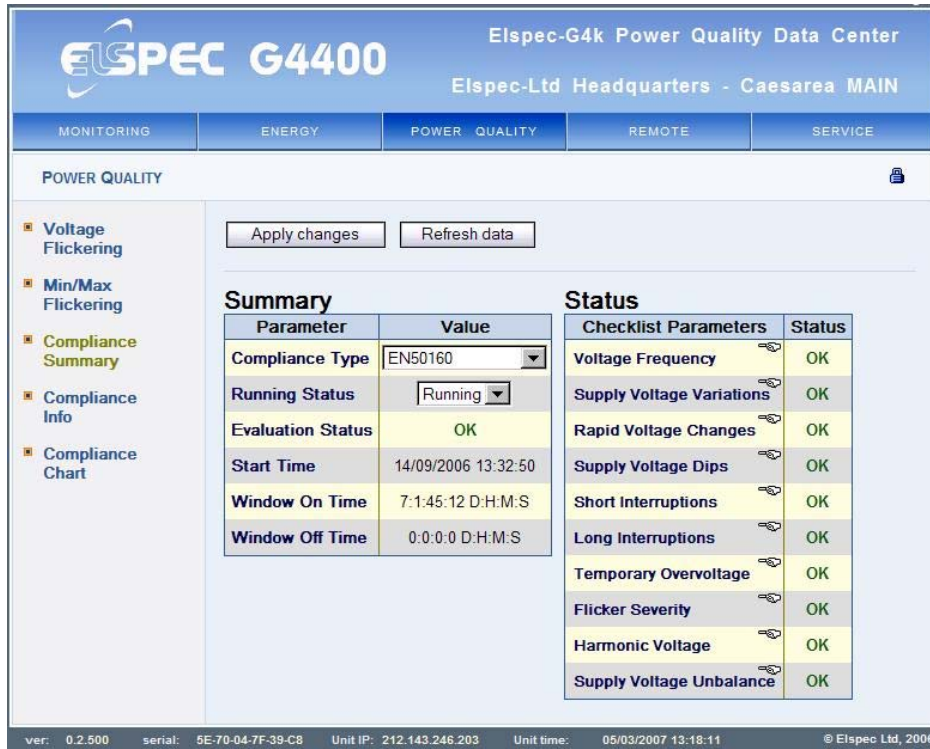 ELSPEC G4400
Elspec-G4k Power Quality Data Center
Elspec-Ltd Headquarters - Caesarea MAIN
MONITORING ENERGY POWER QUALITY REMOTE SERVICE
POWER QUALITY
Voltage
Flickering
Min/Max
Flickering
Compliance
Summary
Compliance
Info
Compliance
Chart
Apply changes Refresh data
Summary
Parameter Value
Compliance Type EN50160
Running Status Running
Evaluation Status OK
Start Time 14/09/2006 13:32:50
Window On Time 7:1:45:12 D:H:M:S
Window Off Time 0:0:0:0 D:H:M:S
Status
Checklist Parameters Status
Voltage Frequency OK
Supply Voltage Variations OK
Rapid Voltage Changes OK
Supply Voltage Dips OK
Short Interruptions OK
Long Interruptions OK
Temporary Overvoltage OK
Flicker Severity OK
Harmonic Voltage OK
Supply Voltage Unbalance OK
ver: 0.2.500 serial: 5E-70-04-7F-39-C8 Unit IP: 212.143.246.203 Unit time: 05/03/2007 13:18:11 © Elspec Ltd, 2006